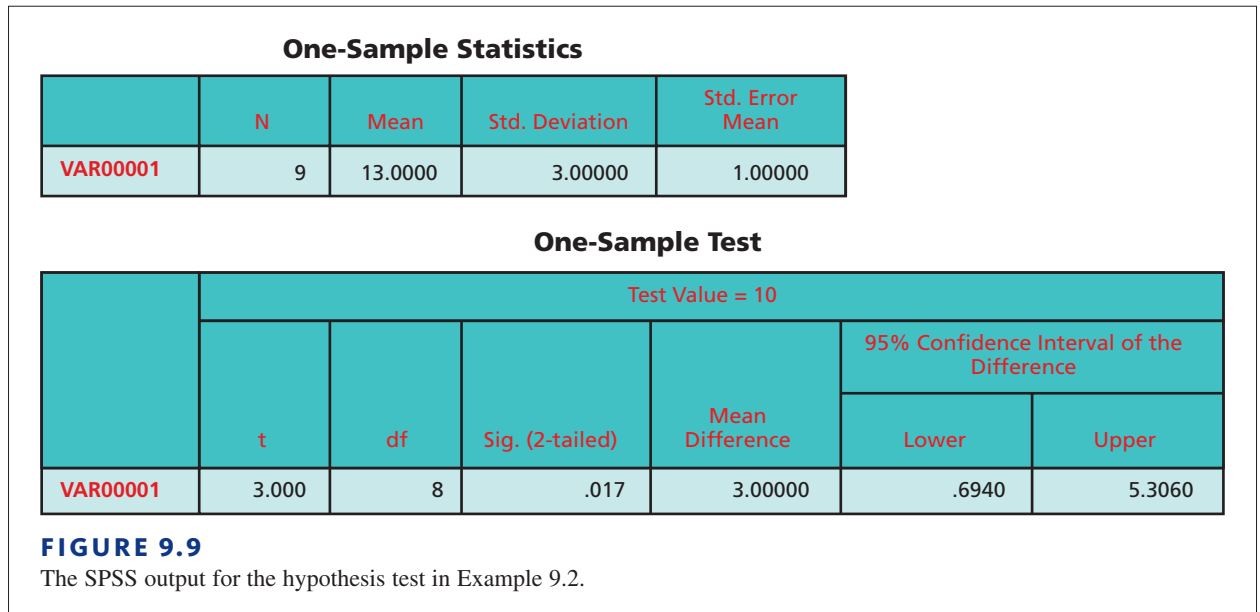 One-Sample Statistics
N Mean Std. Deviation Std. Error Mean
VAR00001 9 13.0000 3.00000 1.00000
One-Sample Test
Test Value = 10
t df Sig. (2-tailed) Mean Difference 95% Confidence Interval of the Difference
Lower Upper
VAR00001 3.000 8 .017 3.00000 .6940 5.3060
FIGURE 9.9
The SPSS output for the hypothesis test in Example 9.2.